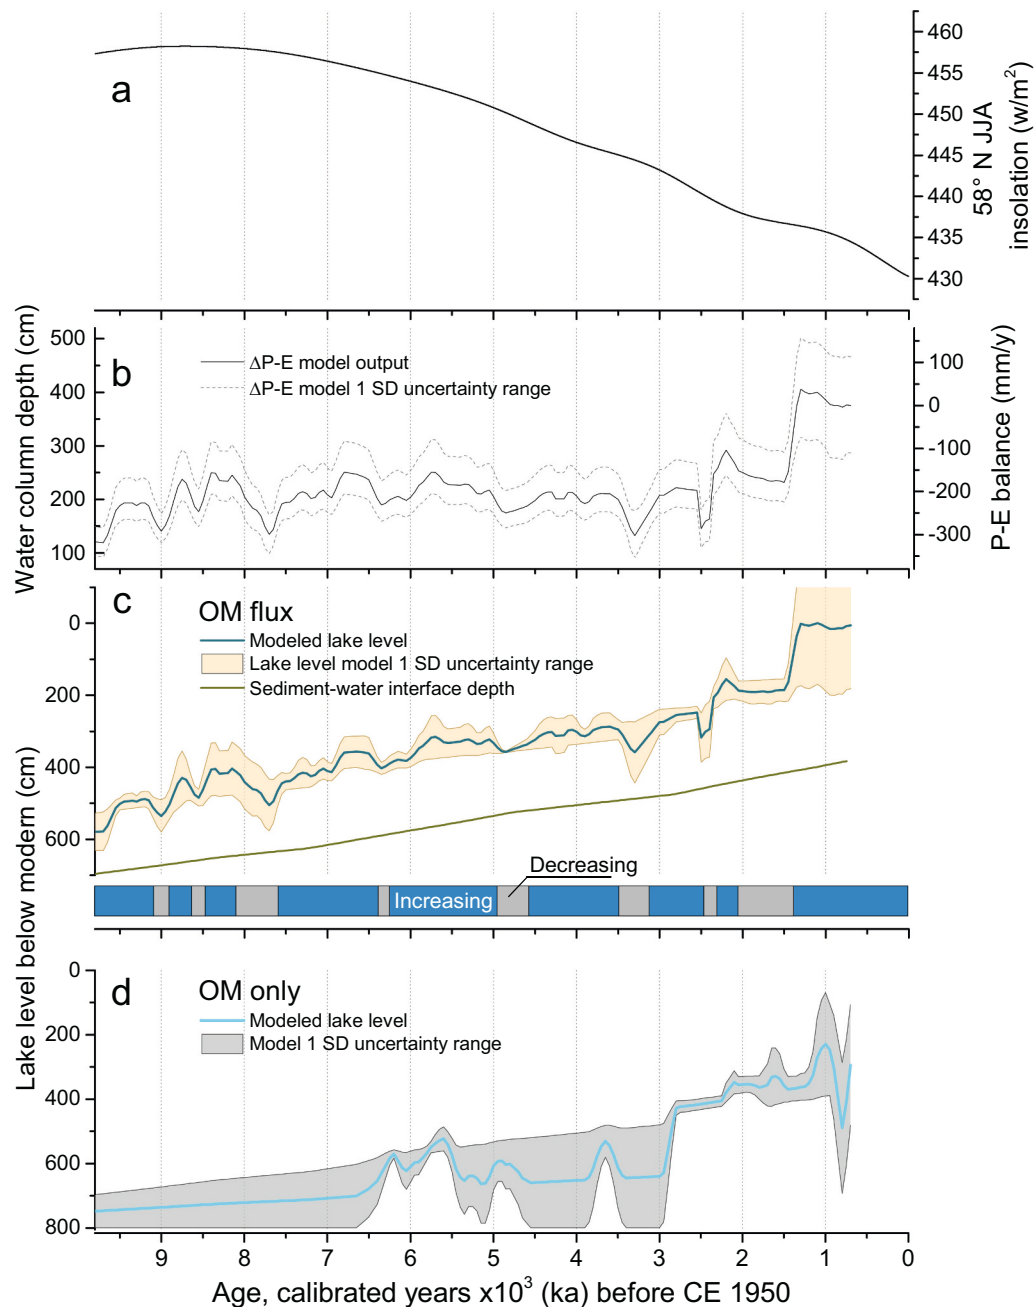 a
460
455
450
445
440
435
430
58° N JJA
insolation (w/m²)
b
ΔP-E model output
ΔP-E model 1 SD uncertainty range
Water column depth (cm)
500
400
300
200
100
100
0
-100
-200
-300
P-E balance (mm/y)
c
OM flux
Modeled lake level
Lake level model 1 SD uncertainty range
Sediment-water interface depth
0
200
400
600
Lake level below modern (cm)
Decreasing
Increasing
d
OM only
Modeled lake level
Model 1 SD uncertainty range
0
200
400
600
800
9 8 7 6 5 4 3 2 1 0
Age, calibrated years x10³ (ka) before CE 1950